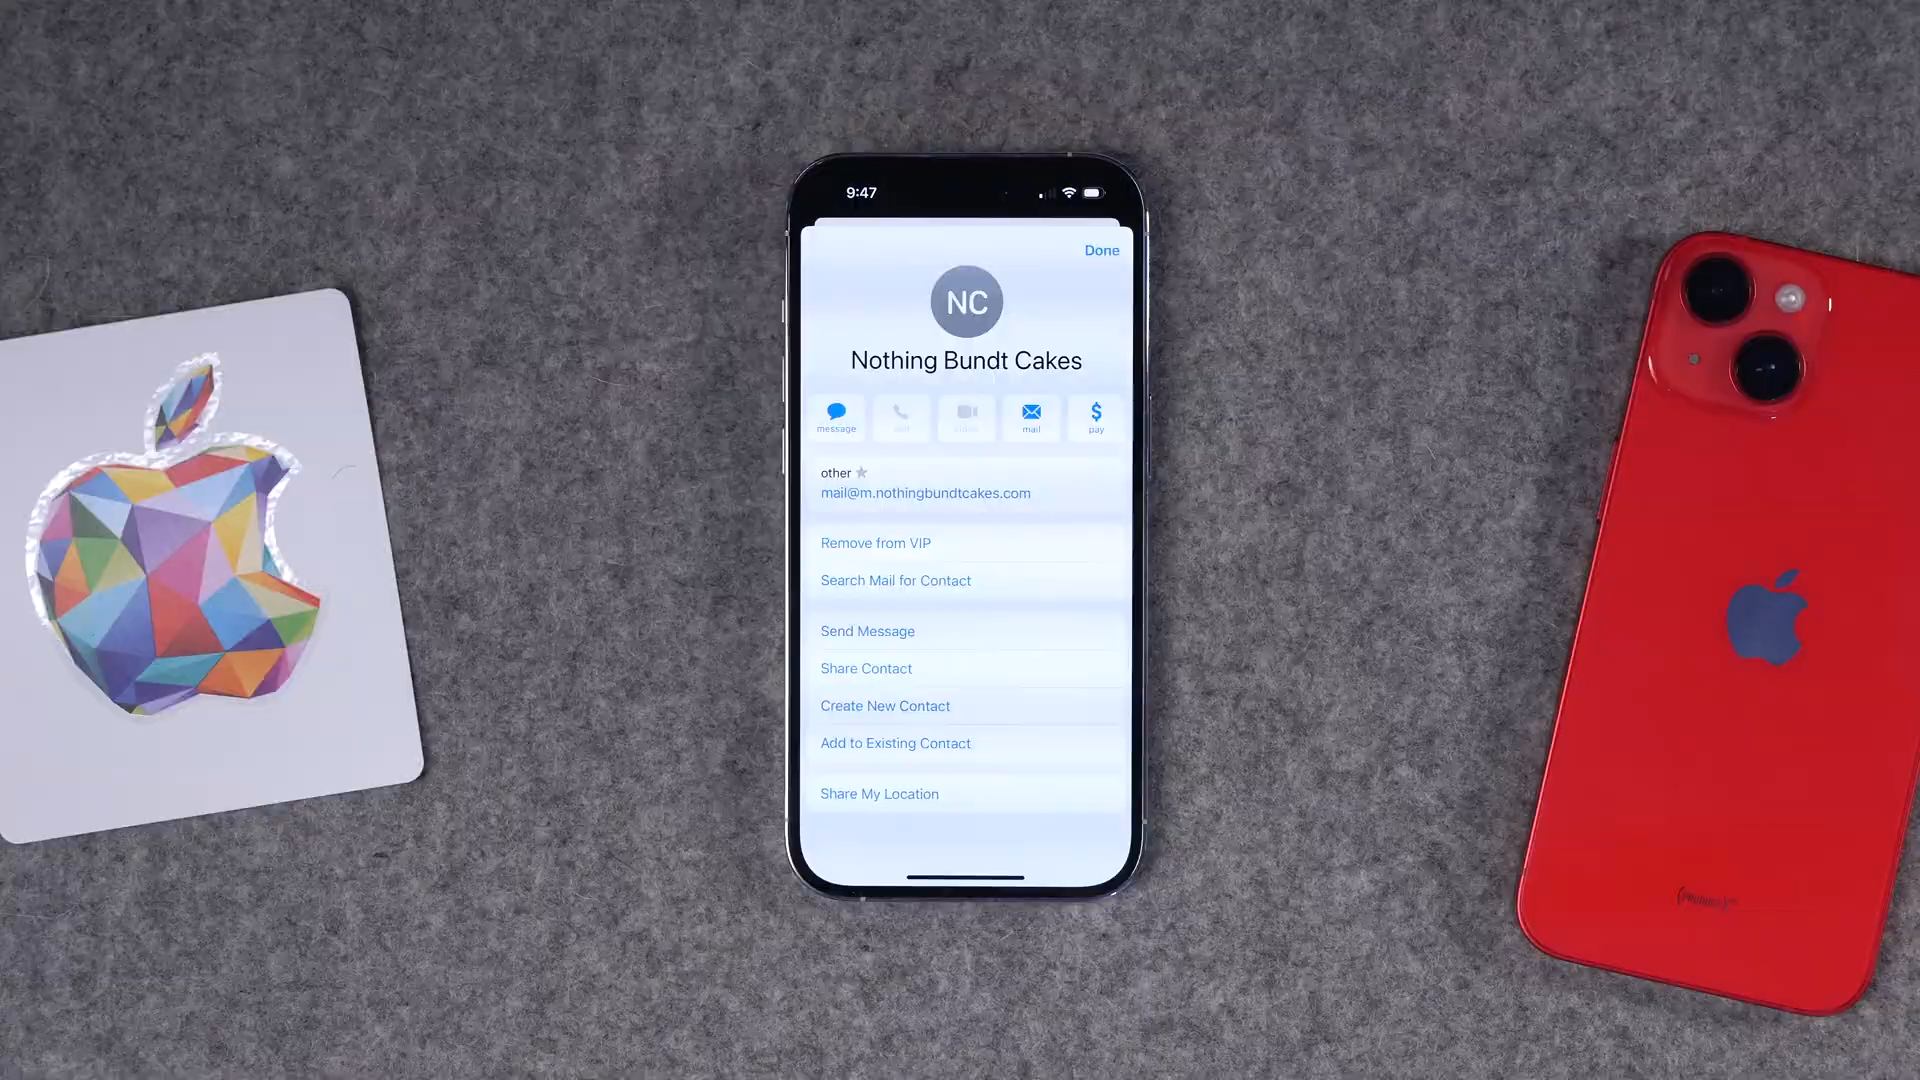 9:47
Done
NC
Nothing Bundt Cakes
message
mail
pay
other
mail@m.nothingbundtcakes.com
Remove from VIP
Search Mail for Contact
Send Message
Share Contact
Create New Contact
Add to Existing Contact
Share My Location